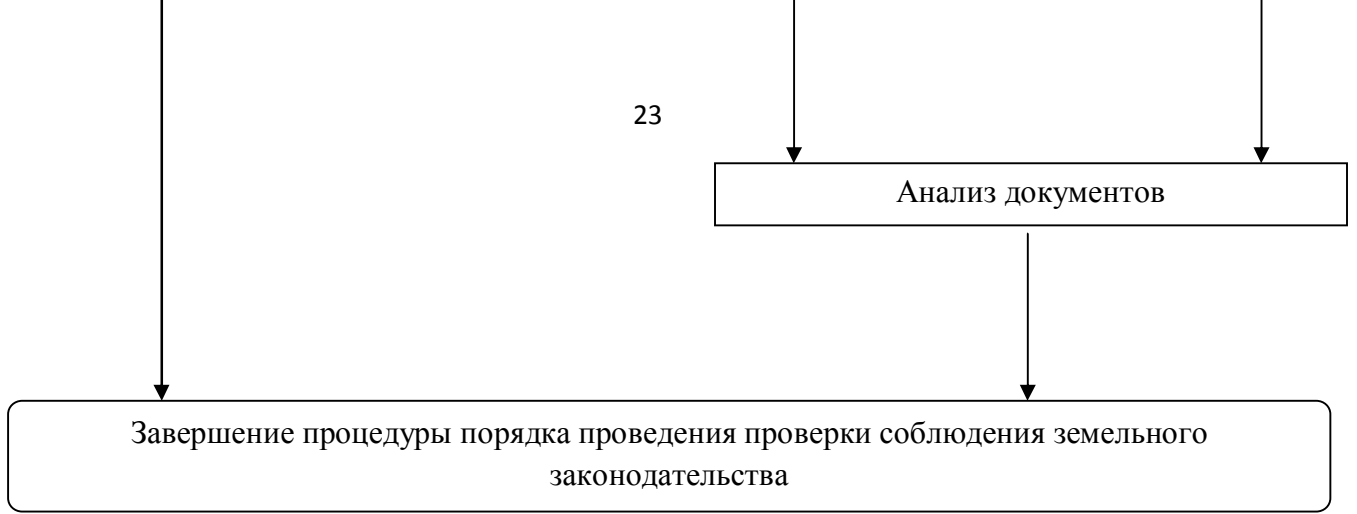 23
Анализ документов
Завершение процедуры порядка проведения проверки соблюдения земельного
законодательства